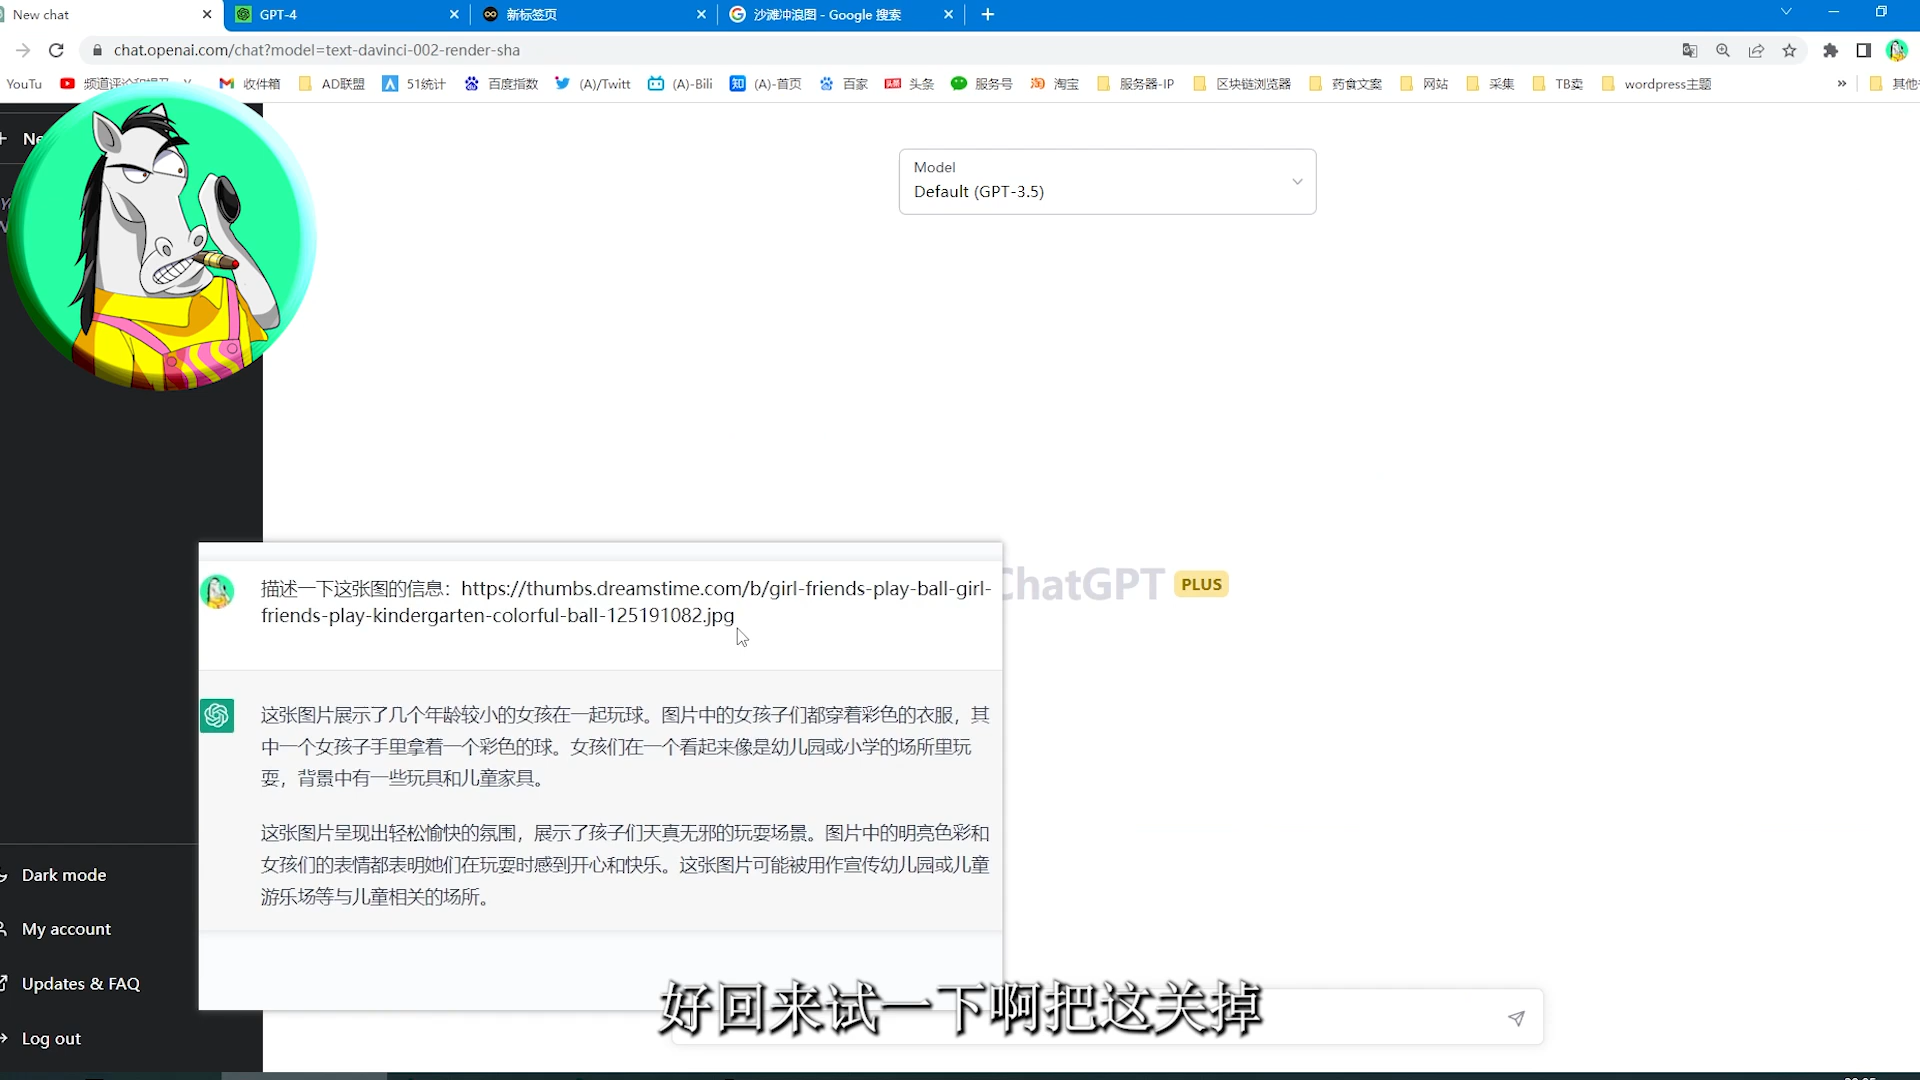 New chat
GPT-4
新标签页
沙滩冲浪图 - Google 搜索
chat.openai.com/chat?model=text-davinci-002-render-sha
YouTu
收件箱
AD联盟
51统计
百度指数
(A)/Twitt
(A)-Bili
(A)-首页
百家
头条
服务号
淘宝
服务器-IP
区块链浏览器
药食文案
网站
采集
TB卖
wordpress主题
Model
Default (GPT-3.5)
ChatGPT PLUS
描述一下这张图的信息：https://thumbs.dreamstime.com/b/girl-friends-play-ball-girl-
friends-play-kindergarten-colorful-ball-125191082.jpg
这张图片展示了几个年龄较小的女孩在一起玩球。图片中的女孩子们都穿着彩色的衣服，其
中一个女孩子手里拿着一个彩色的球。女孩们在一个看起来像是幼儿园或小学的场所里玩
耍，背景中有一些玩具和儿童家具。
这张图片呈现出轻松愉快的氛围，展示了孩子们天真无邪的玩耍场景。图片中的明亮色彩和
女孩们的表情都表明她们在玩耍时感到开心和快乐。这张图片可能被用作宣传幼儿园或儿童
游乐场等与儿童相关的场所。
Dark mode
My account
Updates & FAQ
Log out
好回来试一下啊把这关掉